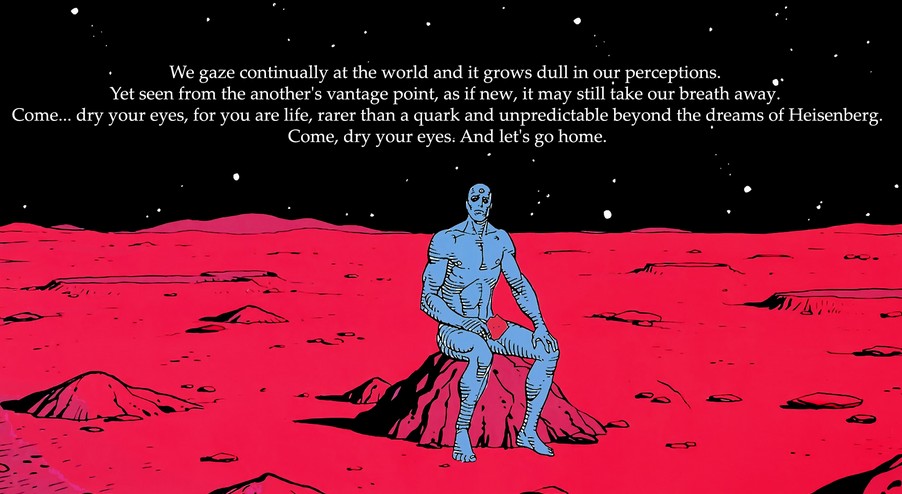 We gaze continually at the world and it grows dull in our perceptions.
Yet seen from the another's vantage point, as if new, it may still take our breath away.
Come... dry your eyes, for you are life, rarer than a quark and unpredictable beyond the dreams of Heisenberg.
Come, dry your eyes. And let's go home.